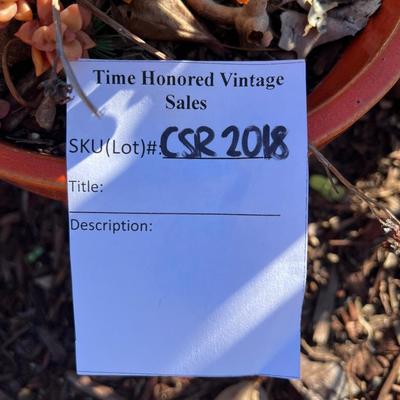 Time Honored Vintage
Sales
SKU(Lot)#: CSR 2018
Title:
Description: